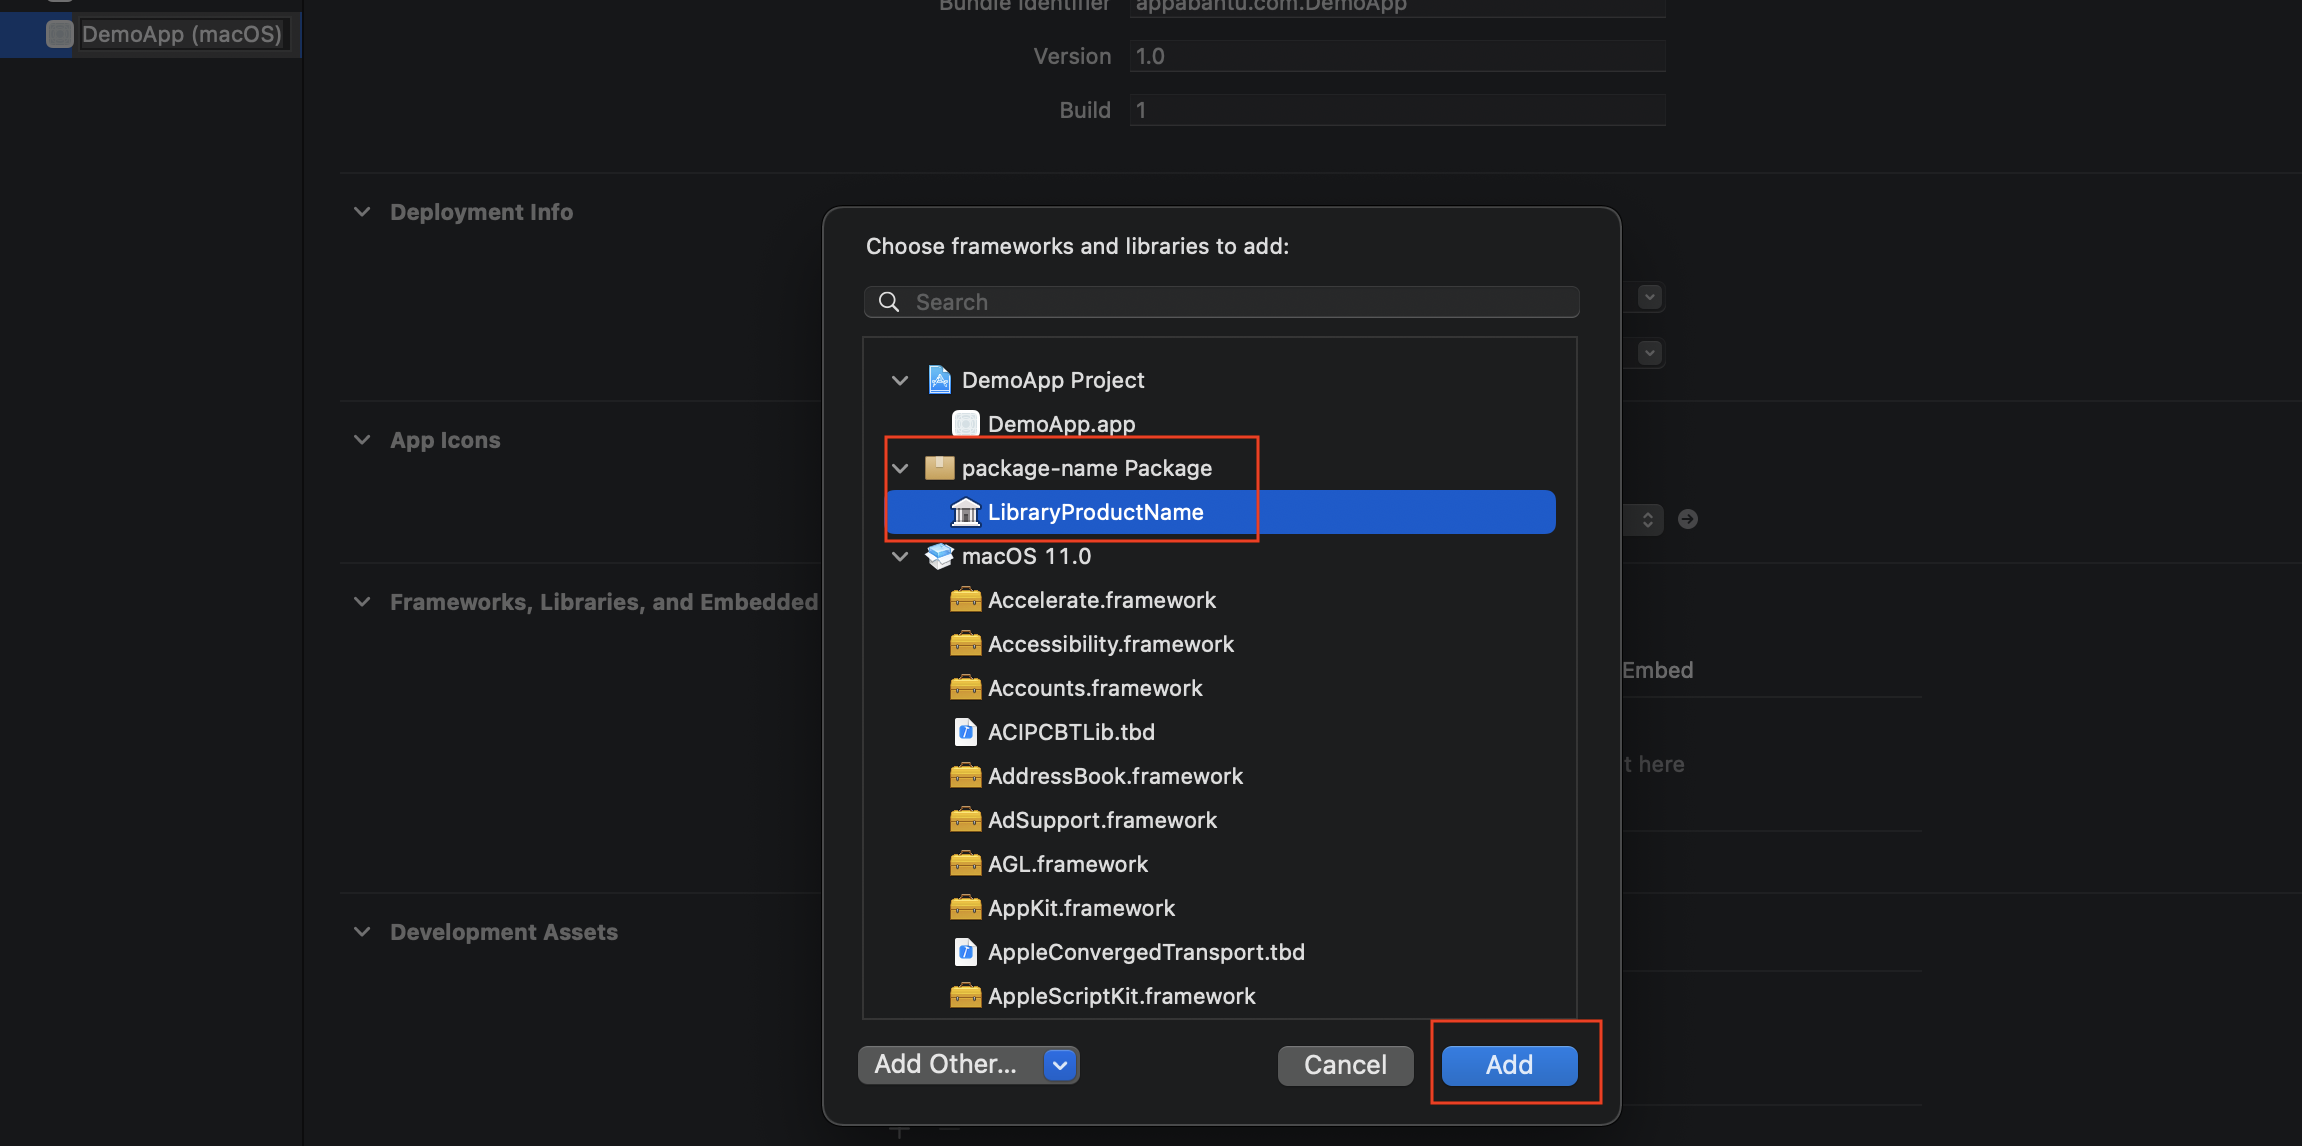 Bundle Identifier appabantu.com.DemoApp
DemoApp (macOS)
Version 1.0
Build 1
Deployment Info
Choose frameworks and libraries to add:
Search
DemoApp Project
DemoApp.app
App Icons
package-name Package
LibraryProductName
macOS 11.0
Accelerate.framework
Frameworks, Libraries, and Embedded
Accessibility.framework
Embed
Accounts.framework
ACIPCBTLib.tbd
t here
AddressBook.framework
AdSupport.framework
AGL.framework
AppKit.framework
Development Assets
AppleConvergedTransport.tbd
AppleScriptKit.framework
Add Other...
Cancel
Add